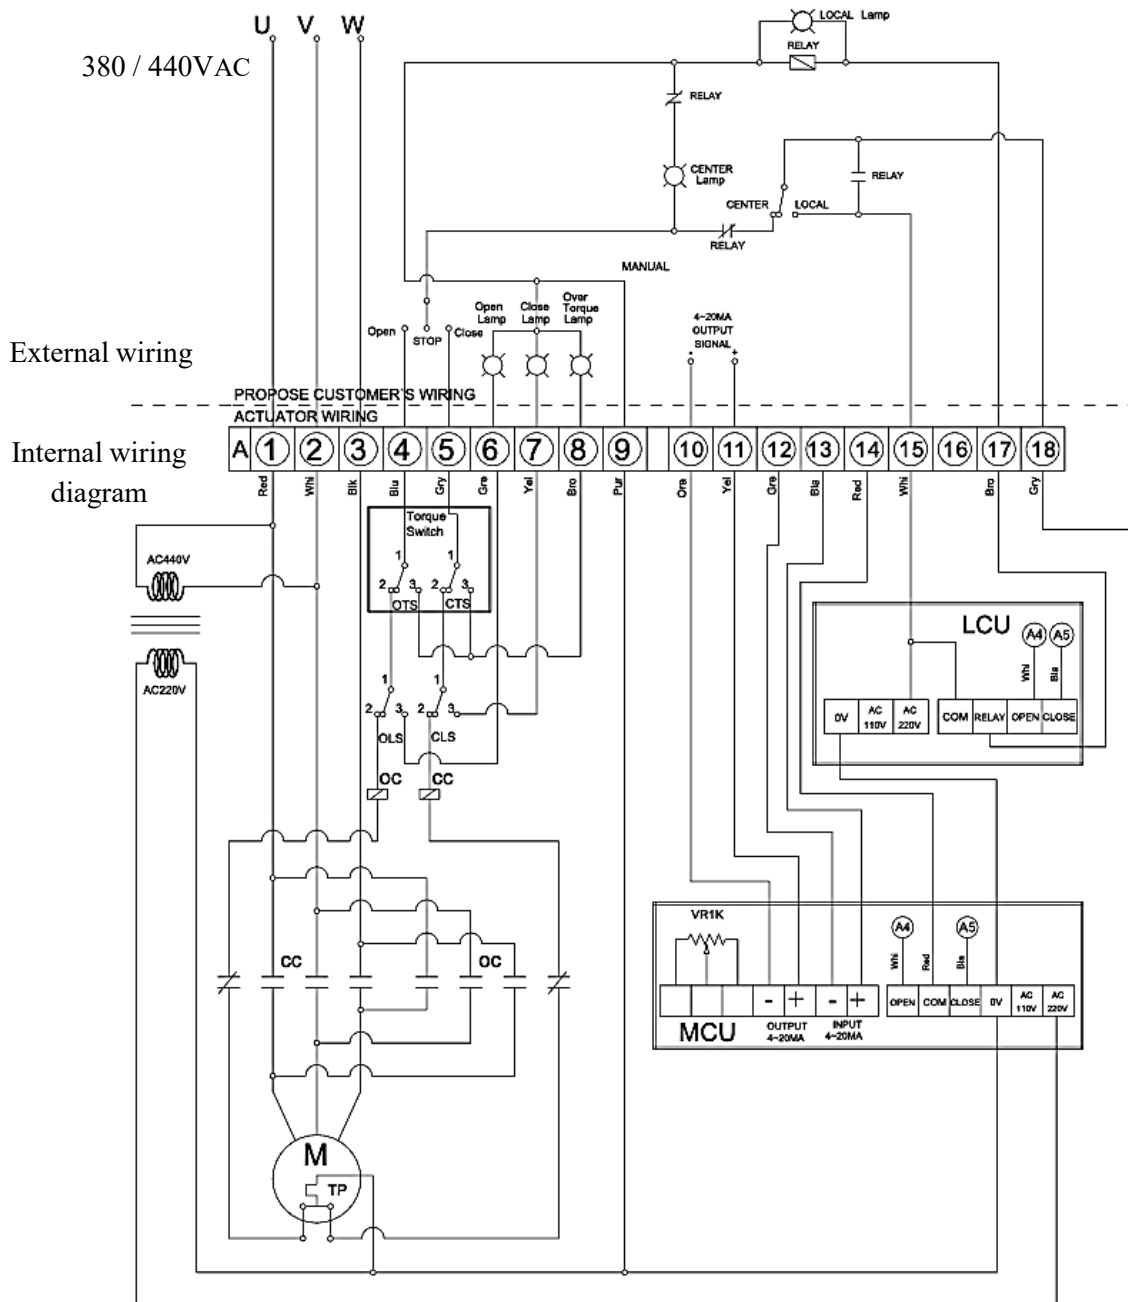 U V W
380 / 440VAC
LOCAL Lamp
RELAY
RELAY
CENTER
Lamp
RELAY
CENTER LOCAL
RELAY
MANUAL
Open
Lamp
Close
Lamp
Over
Torque
Lamp
4~20MA
OUTPUT
SIGNAL
- +
Open STOP Close
External wiring
PROPOSE CUSTOMER'S WIRING
ACTUATOR WIRING
Internal wiring
diagram
A 1 2 3 4 5 6 7 8 9 10 11 12 13 14 15 16 17 18
Red Whi Blk Blu Gry Gre Yel Bro Pur Ora Yel Gre Bla Red Whi Bro Gry
Torque
Switch
1 1
2 3 2 3
OTS CTS
AC440V
AC220V
1 1
2 3 2 3
OLS CLS
OC CC
LCU
A4 A5
Whi Bla
0V AC 110V AC 220V COM RELAY OPEN CLOSE
CC OC
VR1K
A4 A5
Whi Red Bla
- + - + OPEN COM CLOSE 0V AC 110V AC 220V
MCU
OUTPUT
4~20MA
INPUT
4~20MA
M
TP